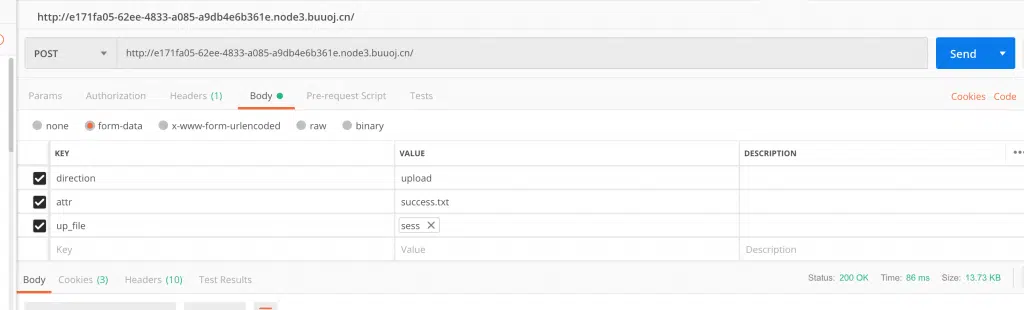 http://e171fa05-62ee-4833-a085-a9db4e6b361e.node3.buuoj.cn/
POST http://e171fa05-62ee-4833-a085-a9db4e6b361e.node3.buuoj.cn/ Send
Params Authorization Headers (1) Body Pre-request Script Tests Cookies Code
none form-data x-www-form-urlencoded raw binary
KEY VALUE DESCRIPTION
direction upload
attr success.txt
up_file sess
Key Value Description
Body Cookies (3) Headers (10) Test Results Status: 200 OK Time: 86 ms Size: 13.73 KB